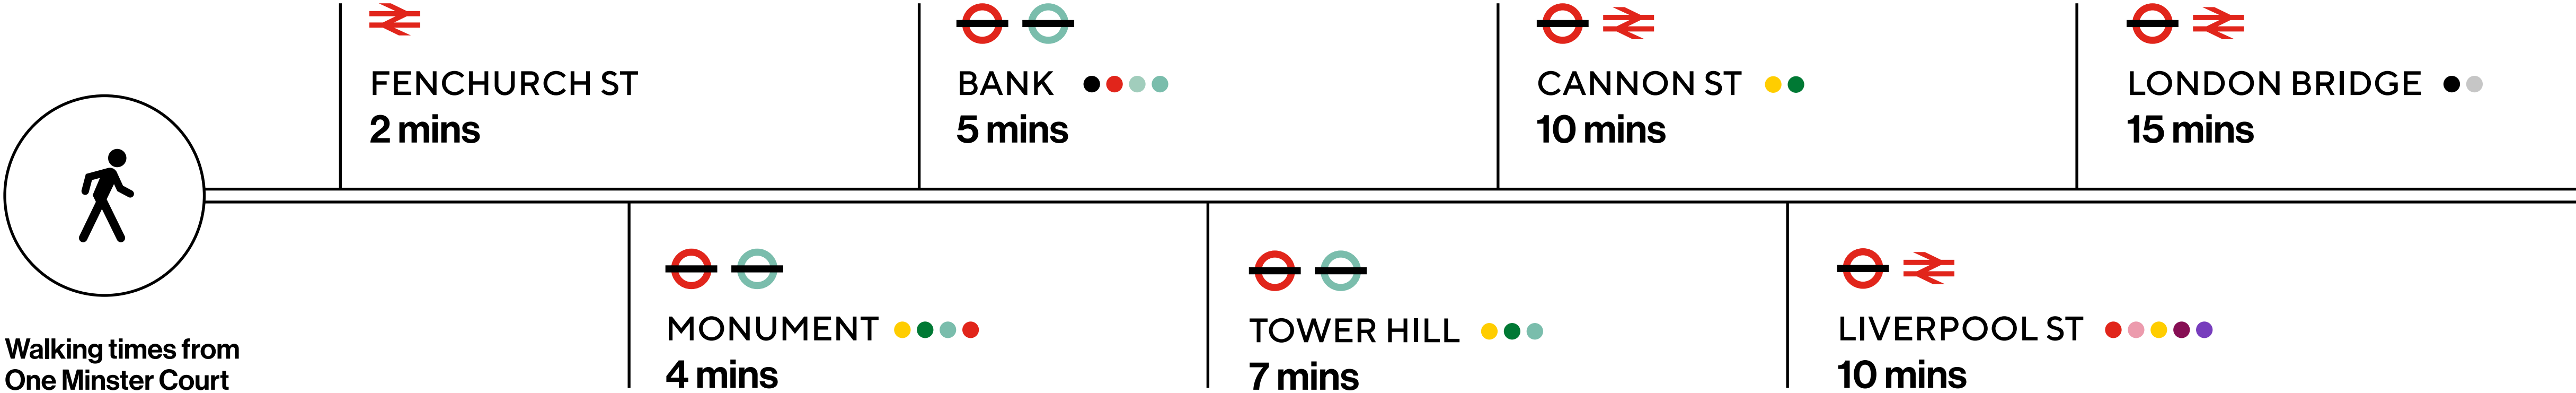 FENCHURCH ST
2 mins
BANK
5 mins
CANNON ST
10 mins
LONDON BRIDGE
15 mins
Walking times from
One Minster Court
MONUMENT
4 mins
TOWER HILL
7 mins
LIVERPOOL ST
10 mins